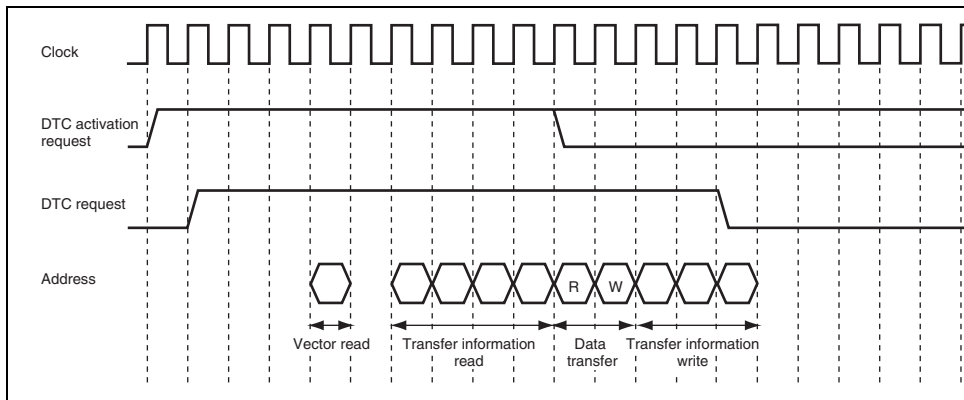 Clock
DTC activation
request
DTC request
Address
R W
Vector read
Transfer information
read
Data
transfer
Transfer information
write